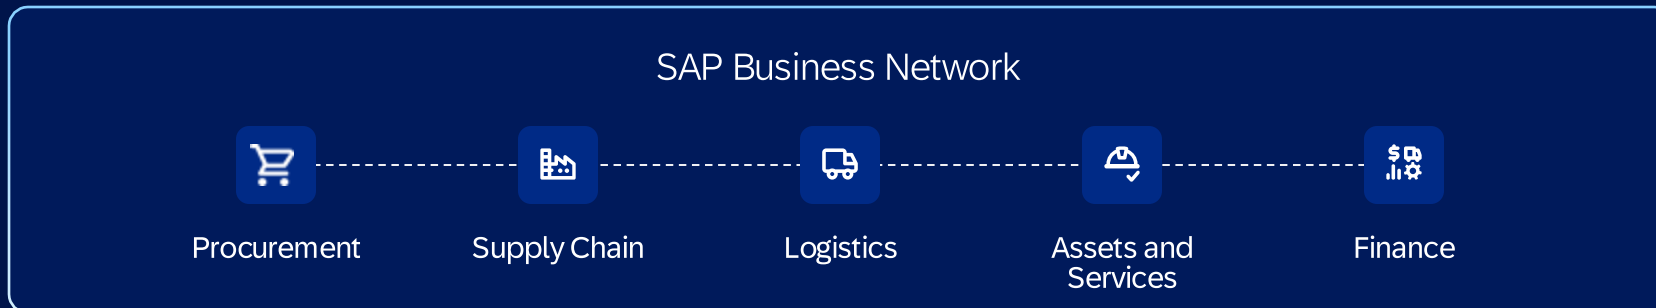 SAP Business Network
Procurement
Supply Chain
Logistics
Assets and
Services
Finance